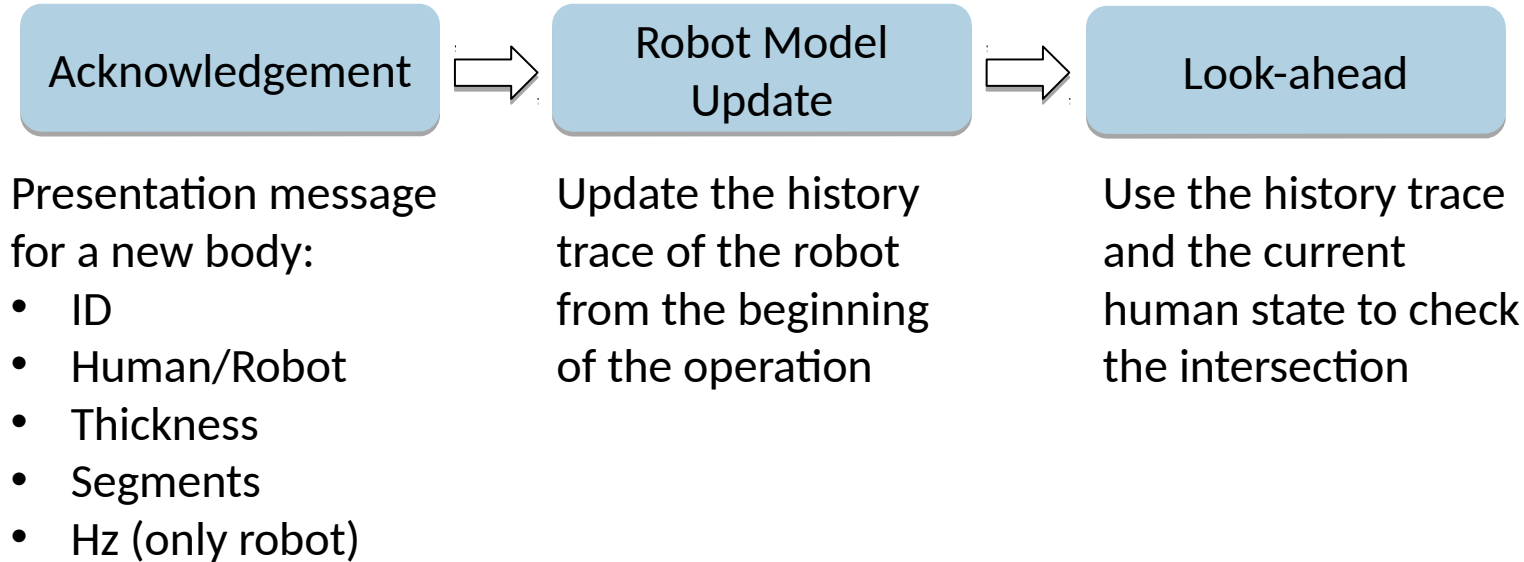 Acknowledgement
Robot Model
Update
Look-ahead
Presentation message
for a new body:
• ID
• Human/Robot
• Thickness
• Segments
• Hz (only robot)
Update the history
trace of the robot
from the beginning
of the operation
Use the history trace
and the current
human state to check
the intersection